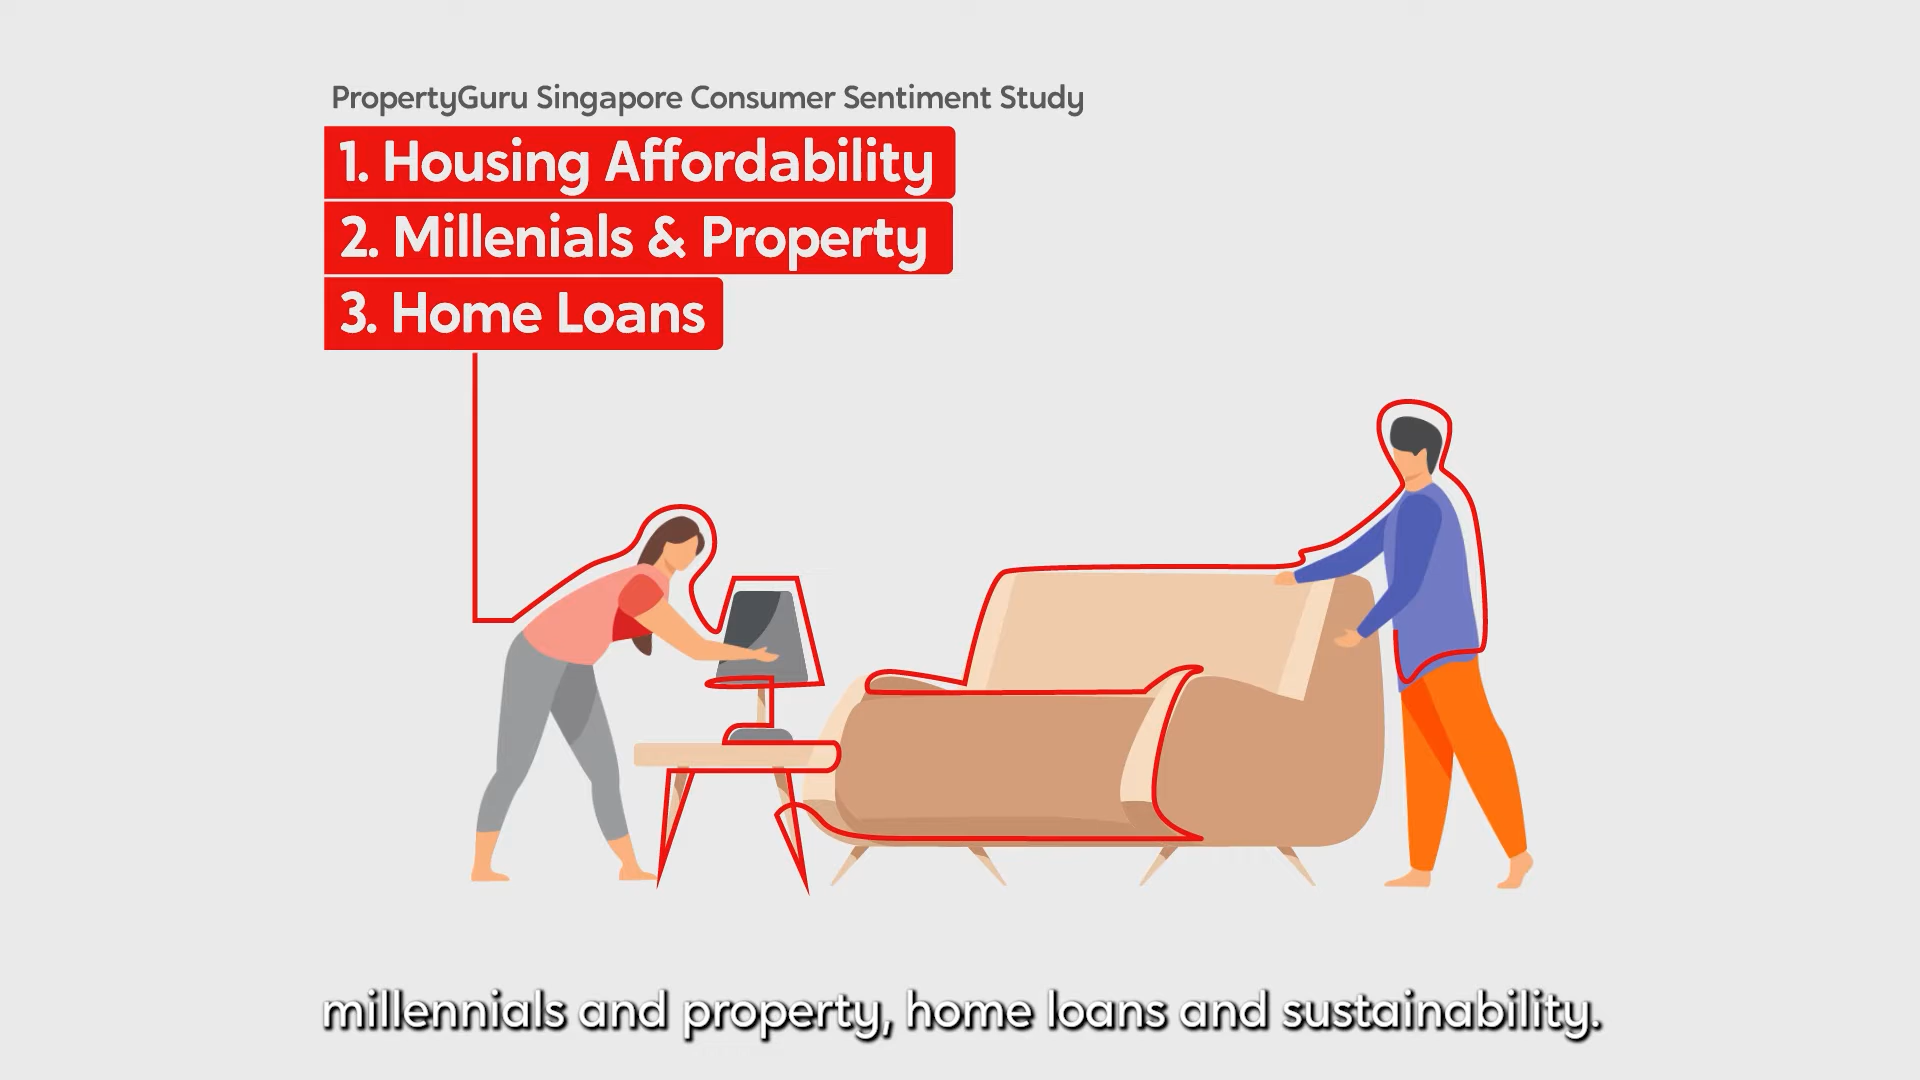 PropertyGuru Singapore Consumer Sentiment Study
1. Housing Affordability
2. Millenials & Property
3. Home Loans
millennials and property, home loans and sustainability.